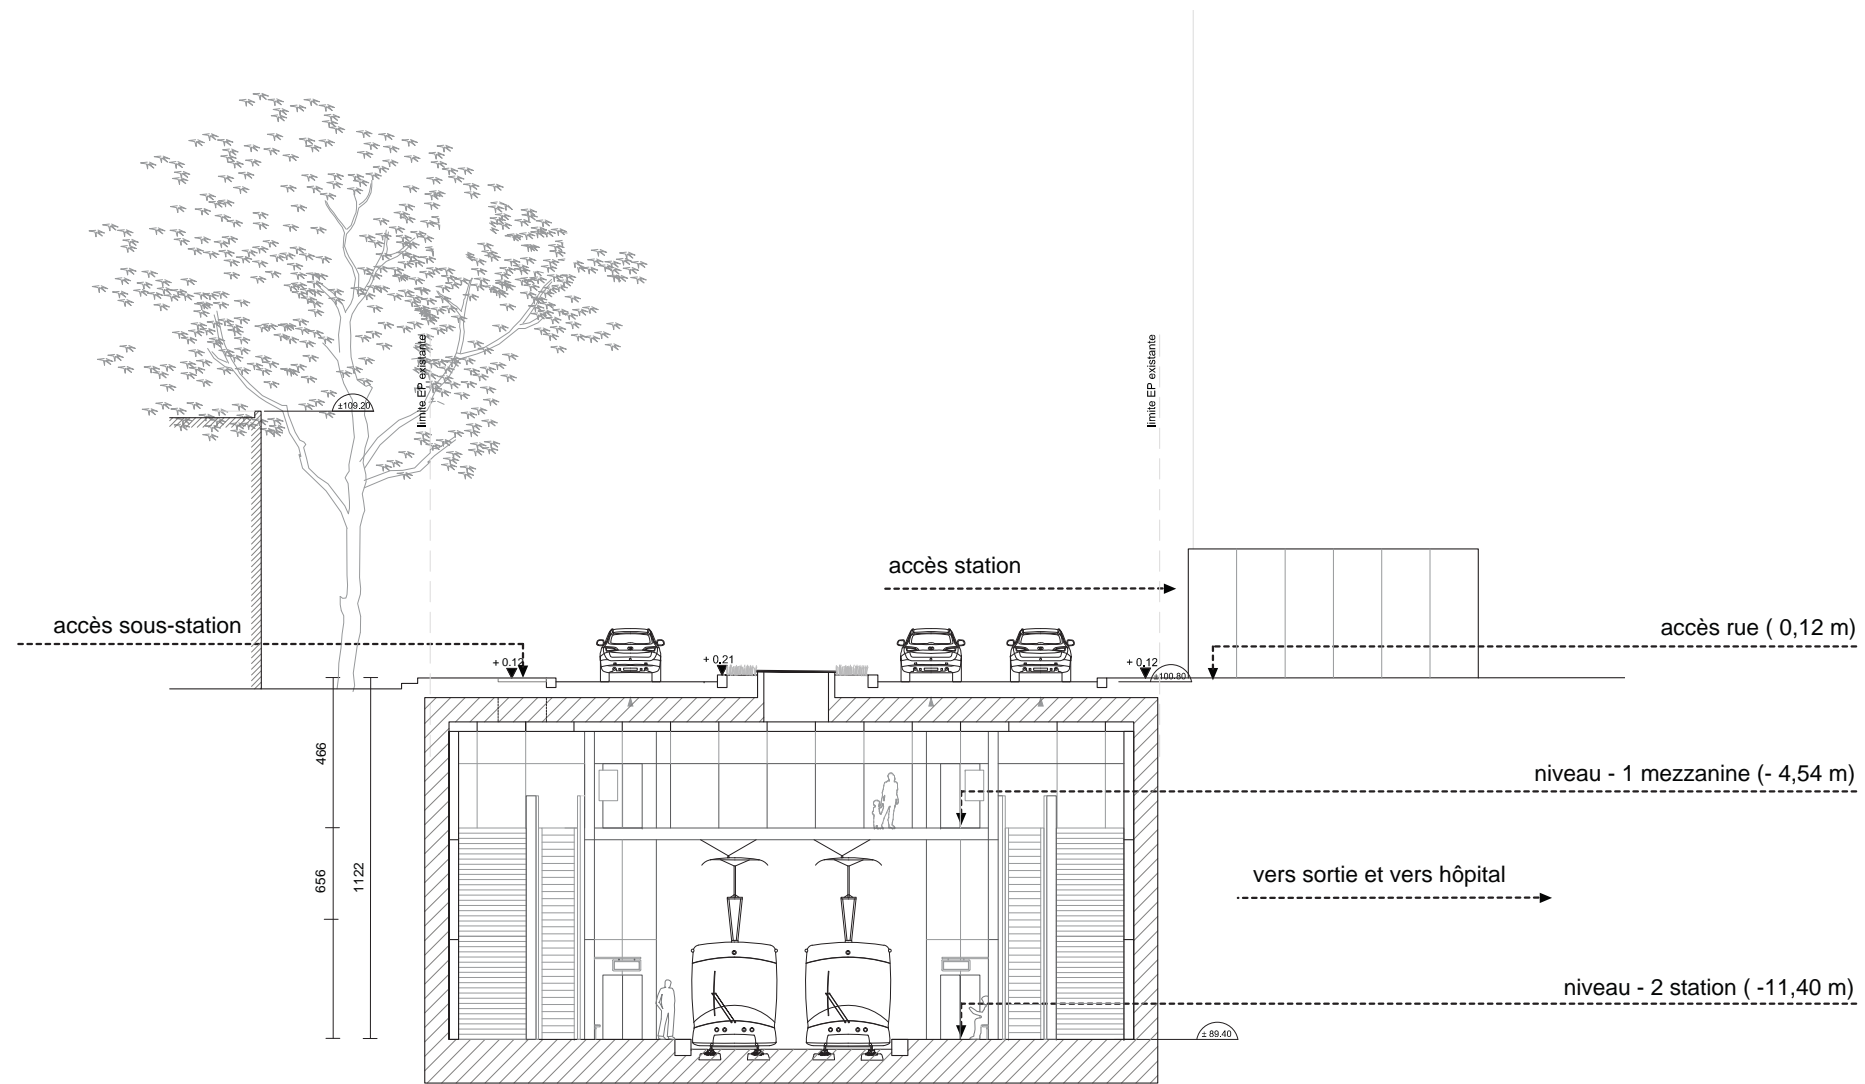 limite EP existante
limite EP existante
±109.20
accès station
accès sous-station
accès rue ( 0,12 m)
+ 0.12
+ 0.21
+ 0.12
±100.80
466
niveau - 1 mezzanine (- 4,54 m)
656
1122
vers sortie et vers hôpital
niveau - 2 station ( -11,40 m)
± 89.40